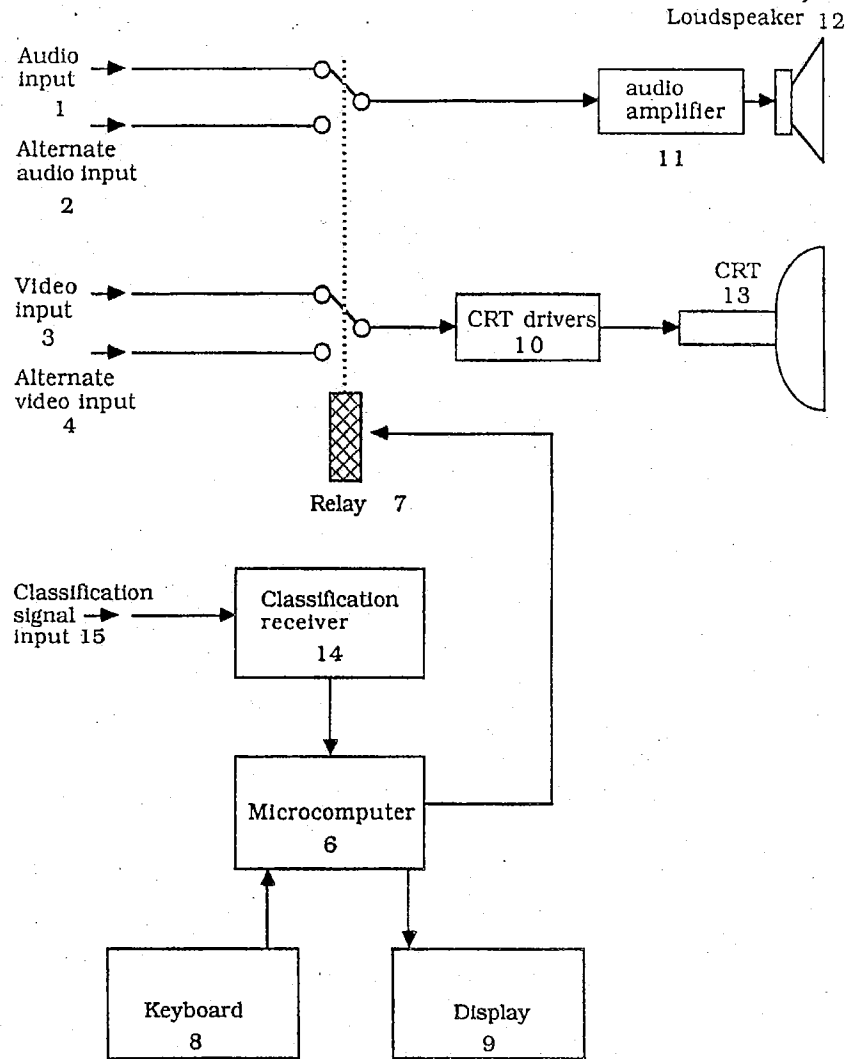 Loudspeaker 12
Audio
input
1
Alternate
audio input
2
audio
amplifier
11
Video
input
3
Alternate
video input
4
CRT drivers
10
CRT
13
Relay 7
Classification
signal
input 15
Classification
receiver
14
Microcomputer
6
Keyboard
8
Display
9